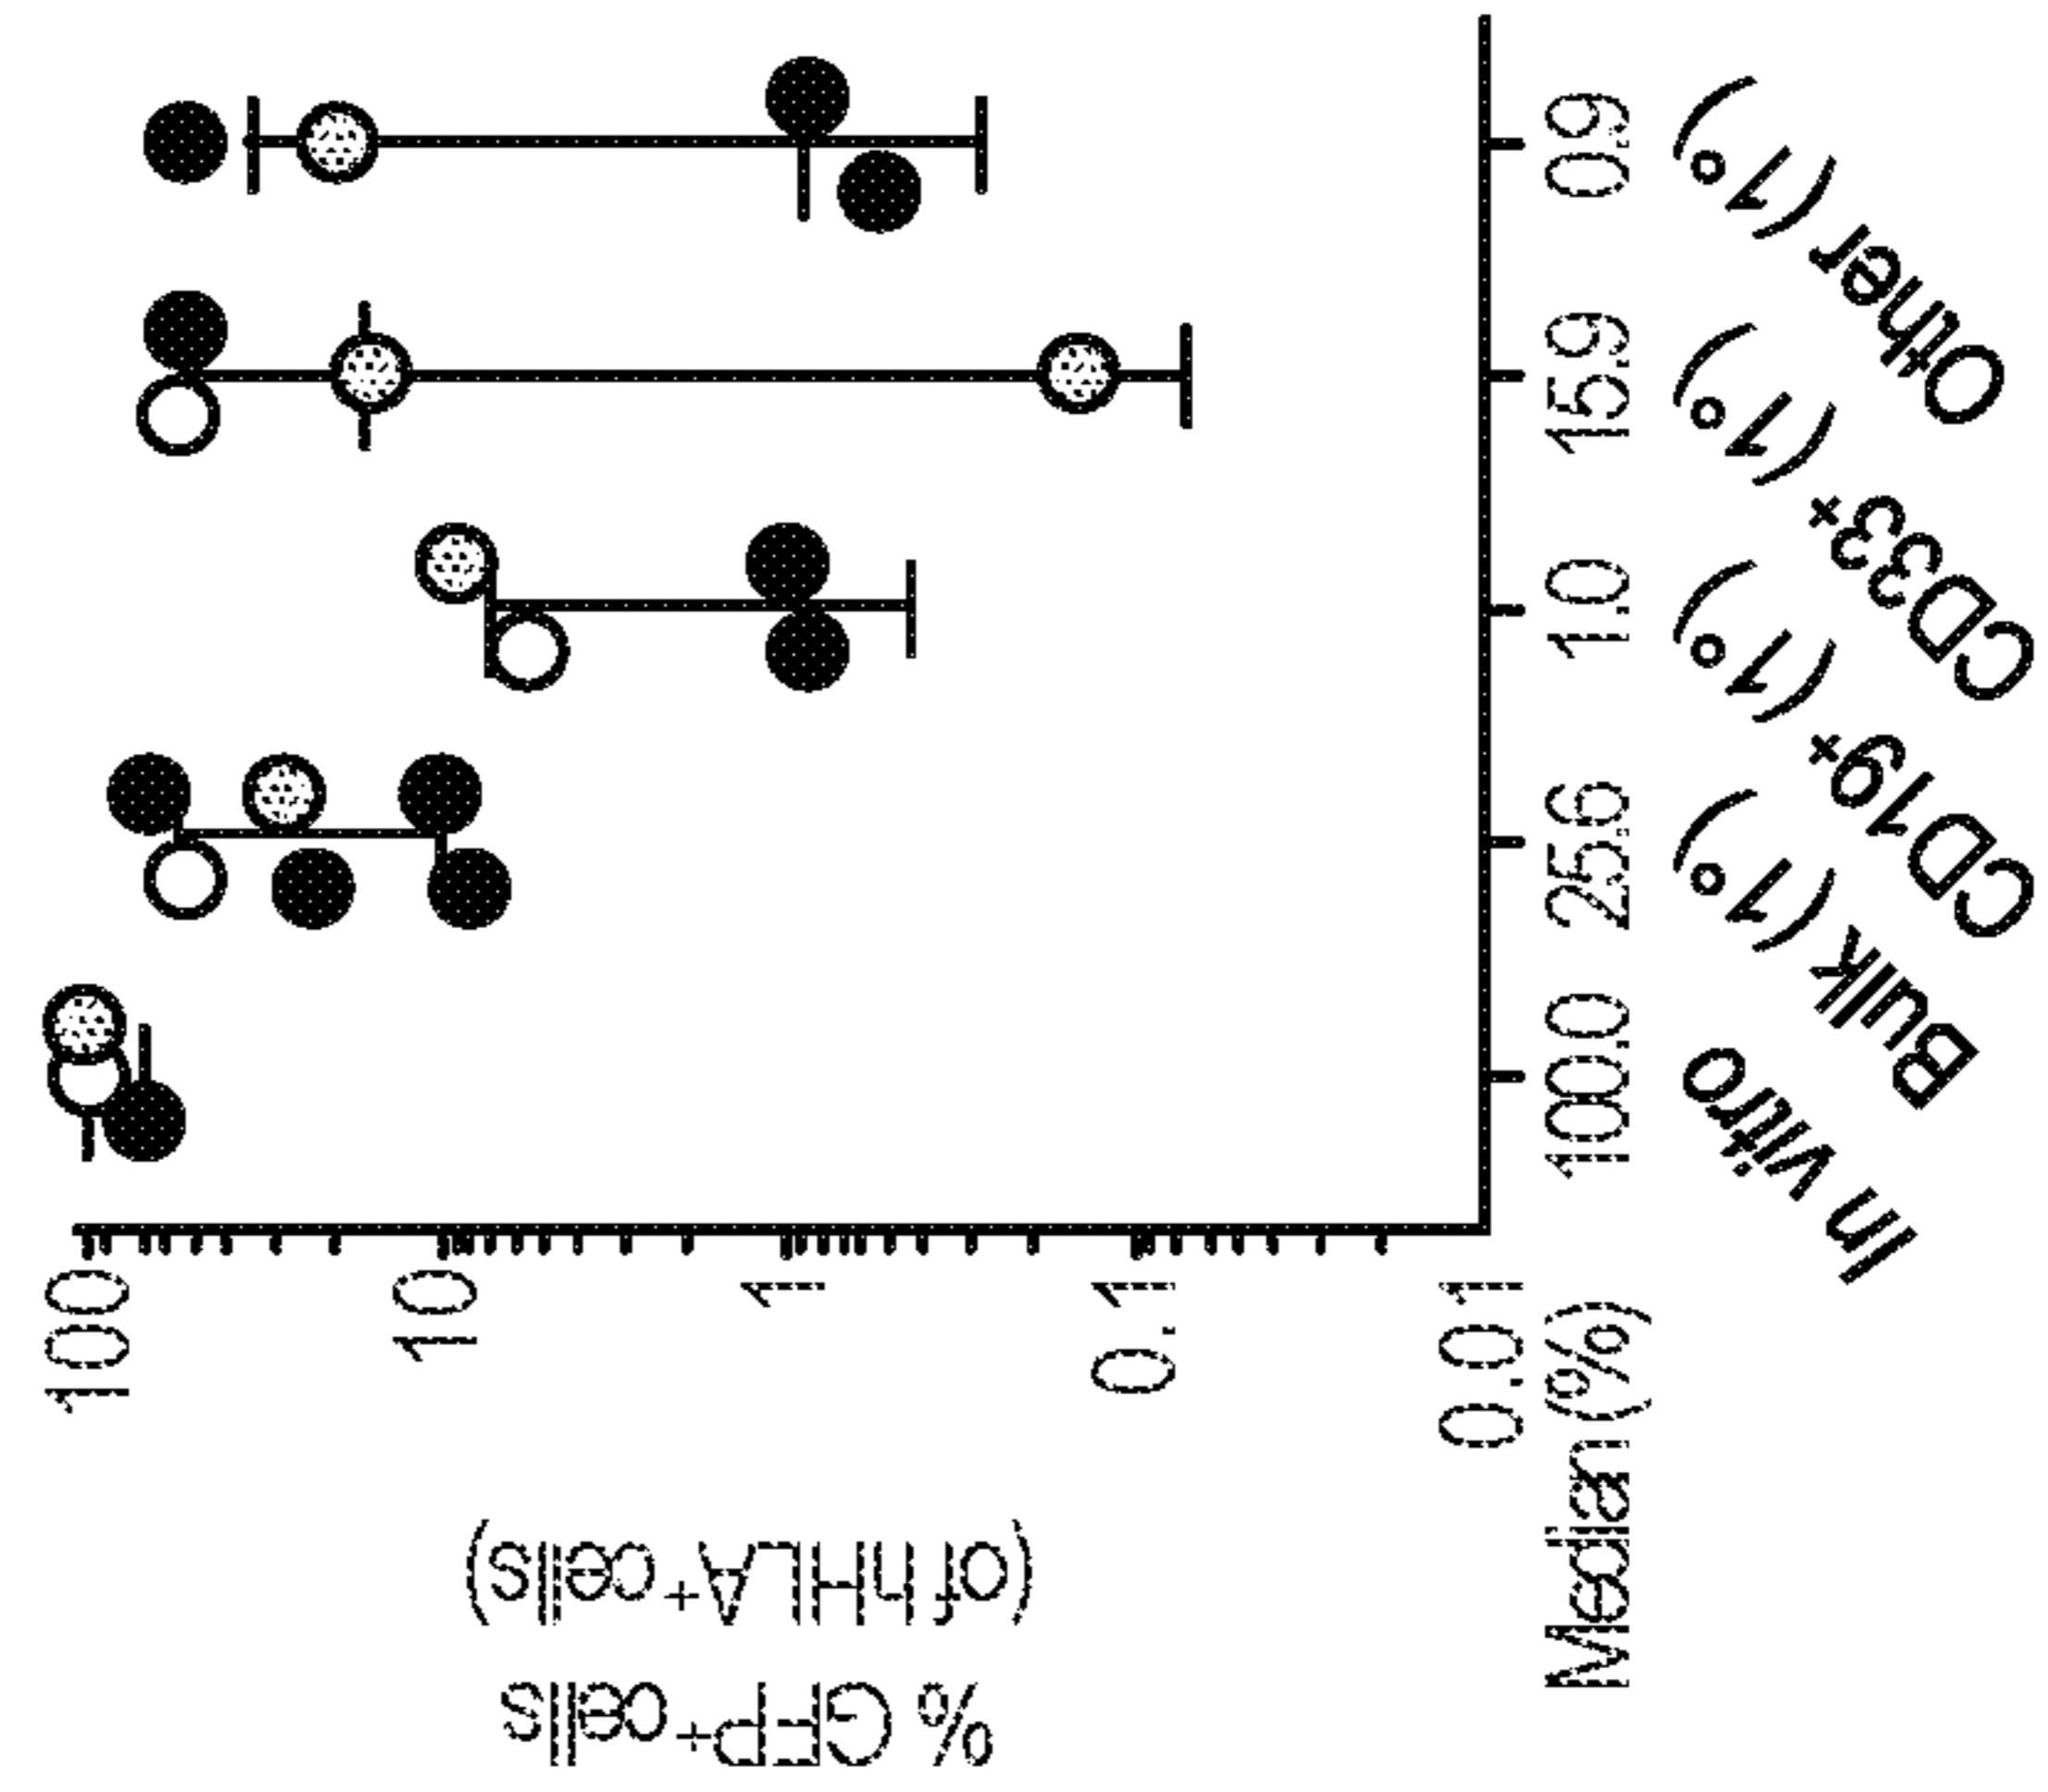 % GFP⁺ cells
(of hHLA⁺ cells)
100
10
1
0.1
0.01
Median (%) 100.0 25.6 1.0 15.9 0.9
In vitro
Bulk (1°)
CD19⁺ (1°)
CD33⁺ (1°)
Other (1°)